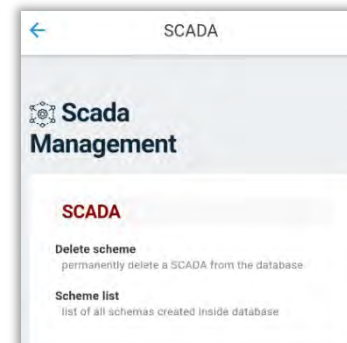 SCADA
Scada
Management
SCADA
Delete scheme
permanently delete a SCADA from the database
Scheme list
list of all schemas created inside database